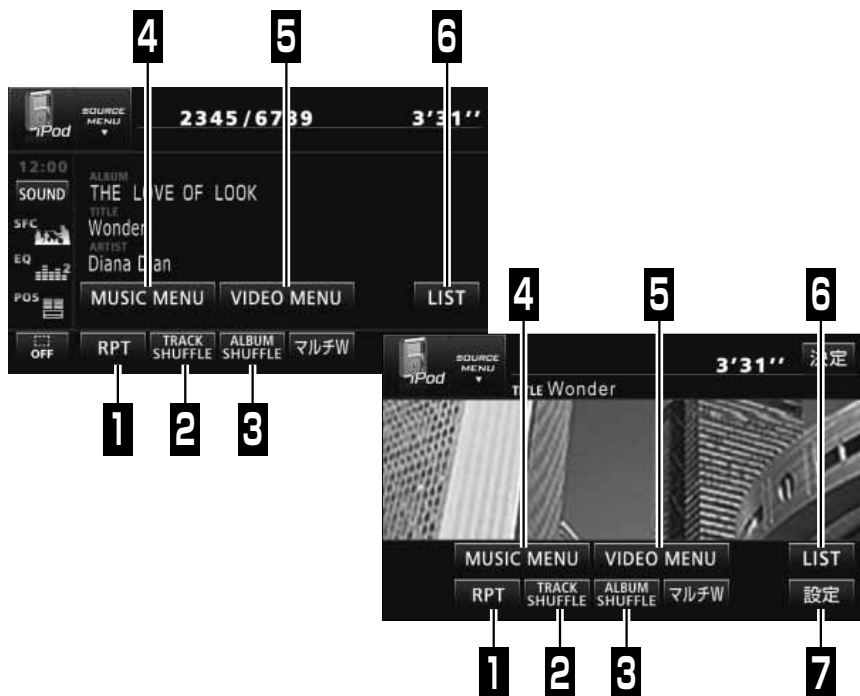 4 5 6
iPod SOURCE MENU 2345/6789 3'31''
12:00
SOUND
ALBUM
THE LOVE OF LOOK
TITLE
Wonder
SFC
ARTIST
Diana Dian
EQ 2
POS
MUSIC MENU VIDEO MENU LIST
OFF RPT TRACK SHUFFLE ALBUM SHUFFLE マルチW
1 2 3
4 5 6
iPod SOURCE MENU 3'31'' 決定
TITLE Wonder
MUSIC MENU VIDEO MENU LIST
RPT TRACK SHUFFLE ALBUM SHUFFLE マルチW 設定
1 2 3 7